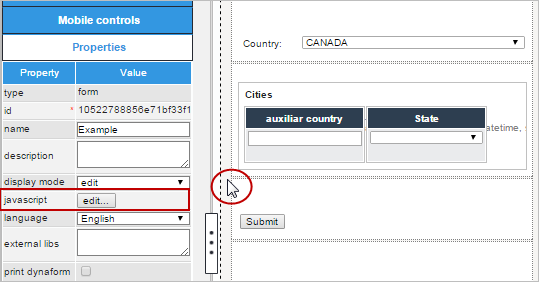 Mobile controls
Properties
Property Value
type form
id * 10522788856e71bf33f1
name Example
description
display mode edit
javascript edit...
language English
external libs
print dynaform
Country: CANADA
Cities
auxiliar country State
atetime, s
Submit